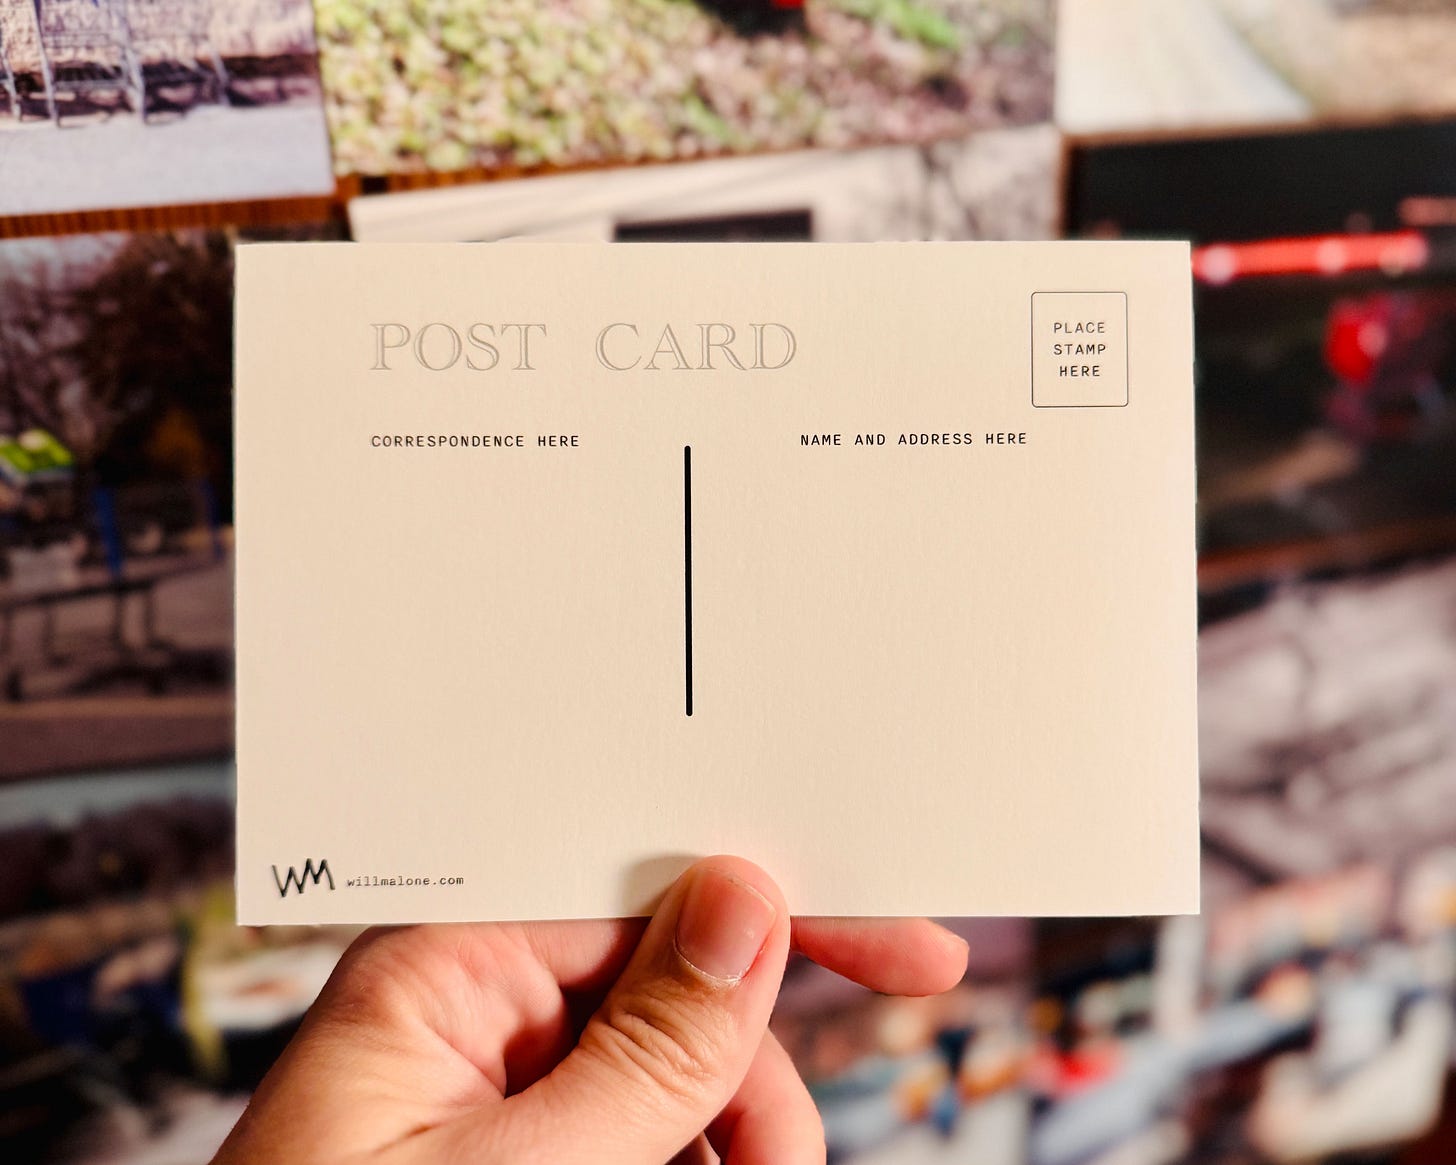 POST CARD
PLACE
STAMP
HERE
CORRESPONDENCE HERE
NAME AND ADDRESS HERE
WM willmalone.com